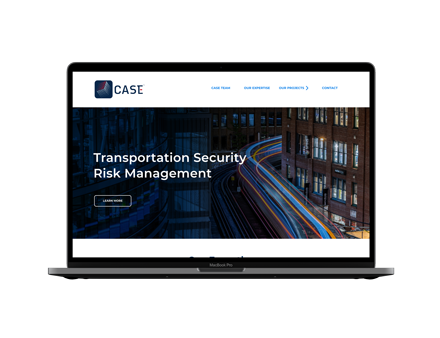 CASE
CASE TEAM
OUR EXPERTISE
OUR PROJECTS
CONTACT
Transportation Security
Risk Management
LEARN MORE
MacBook Pro